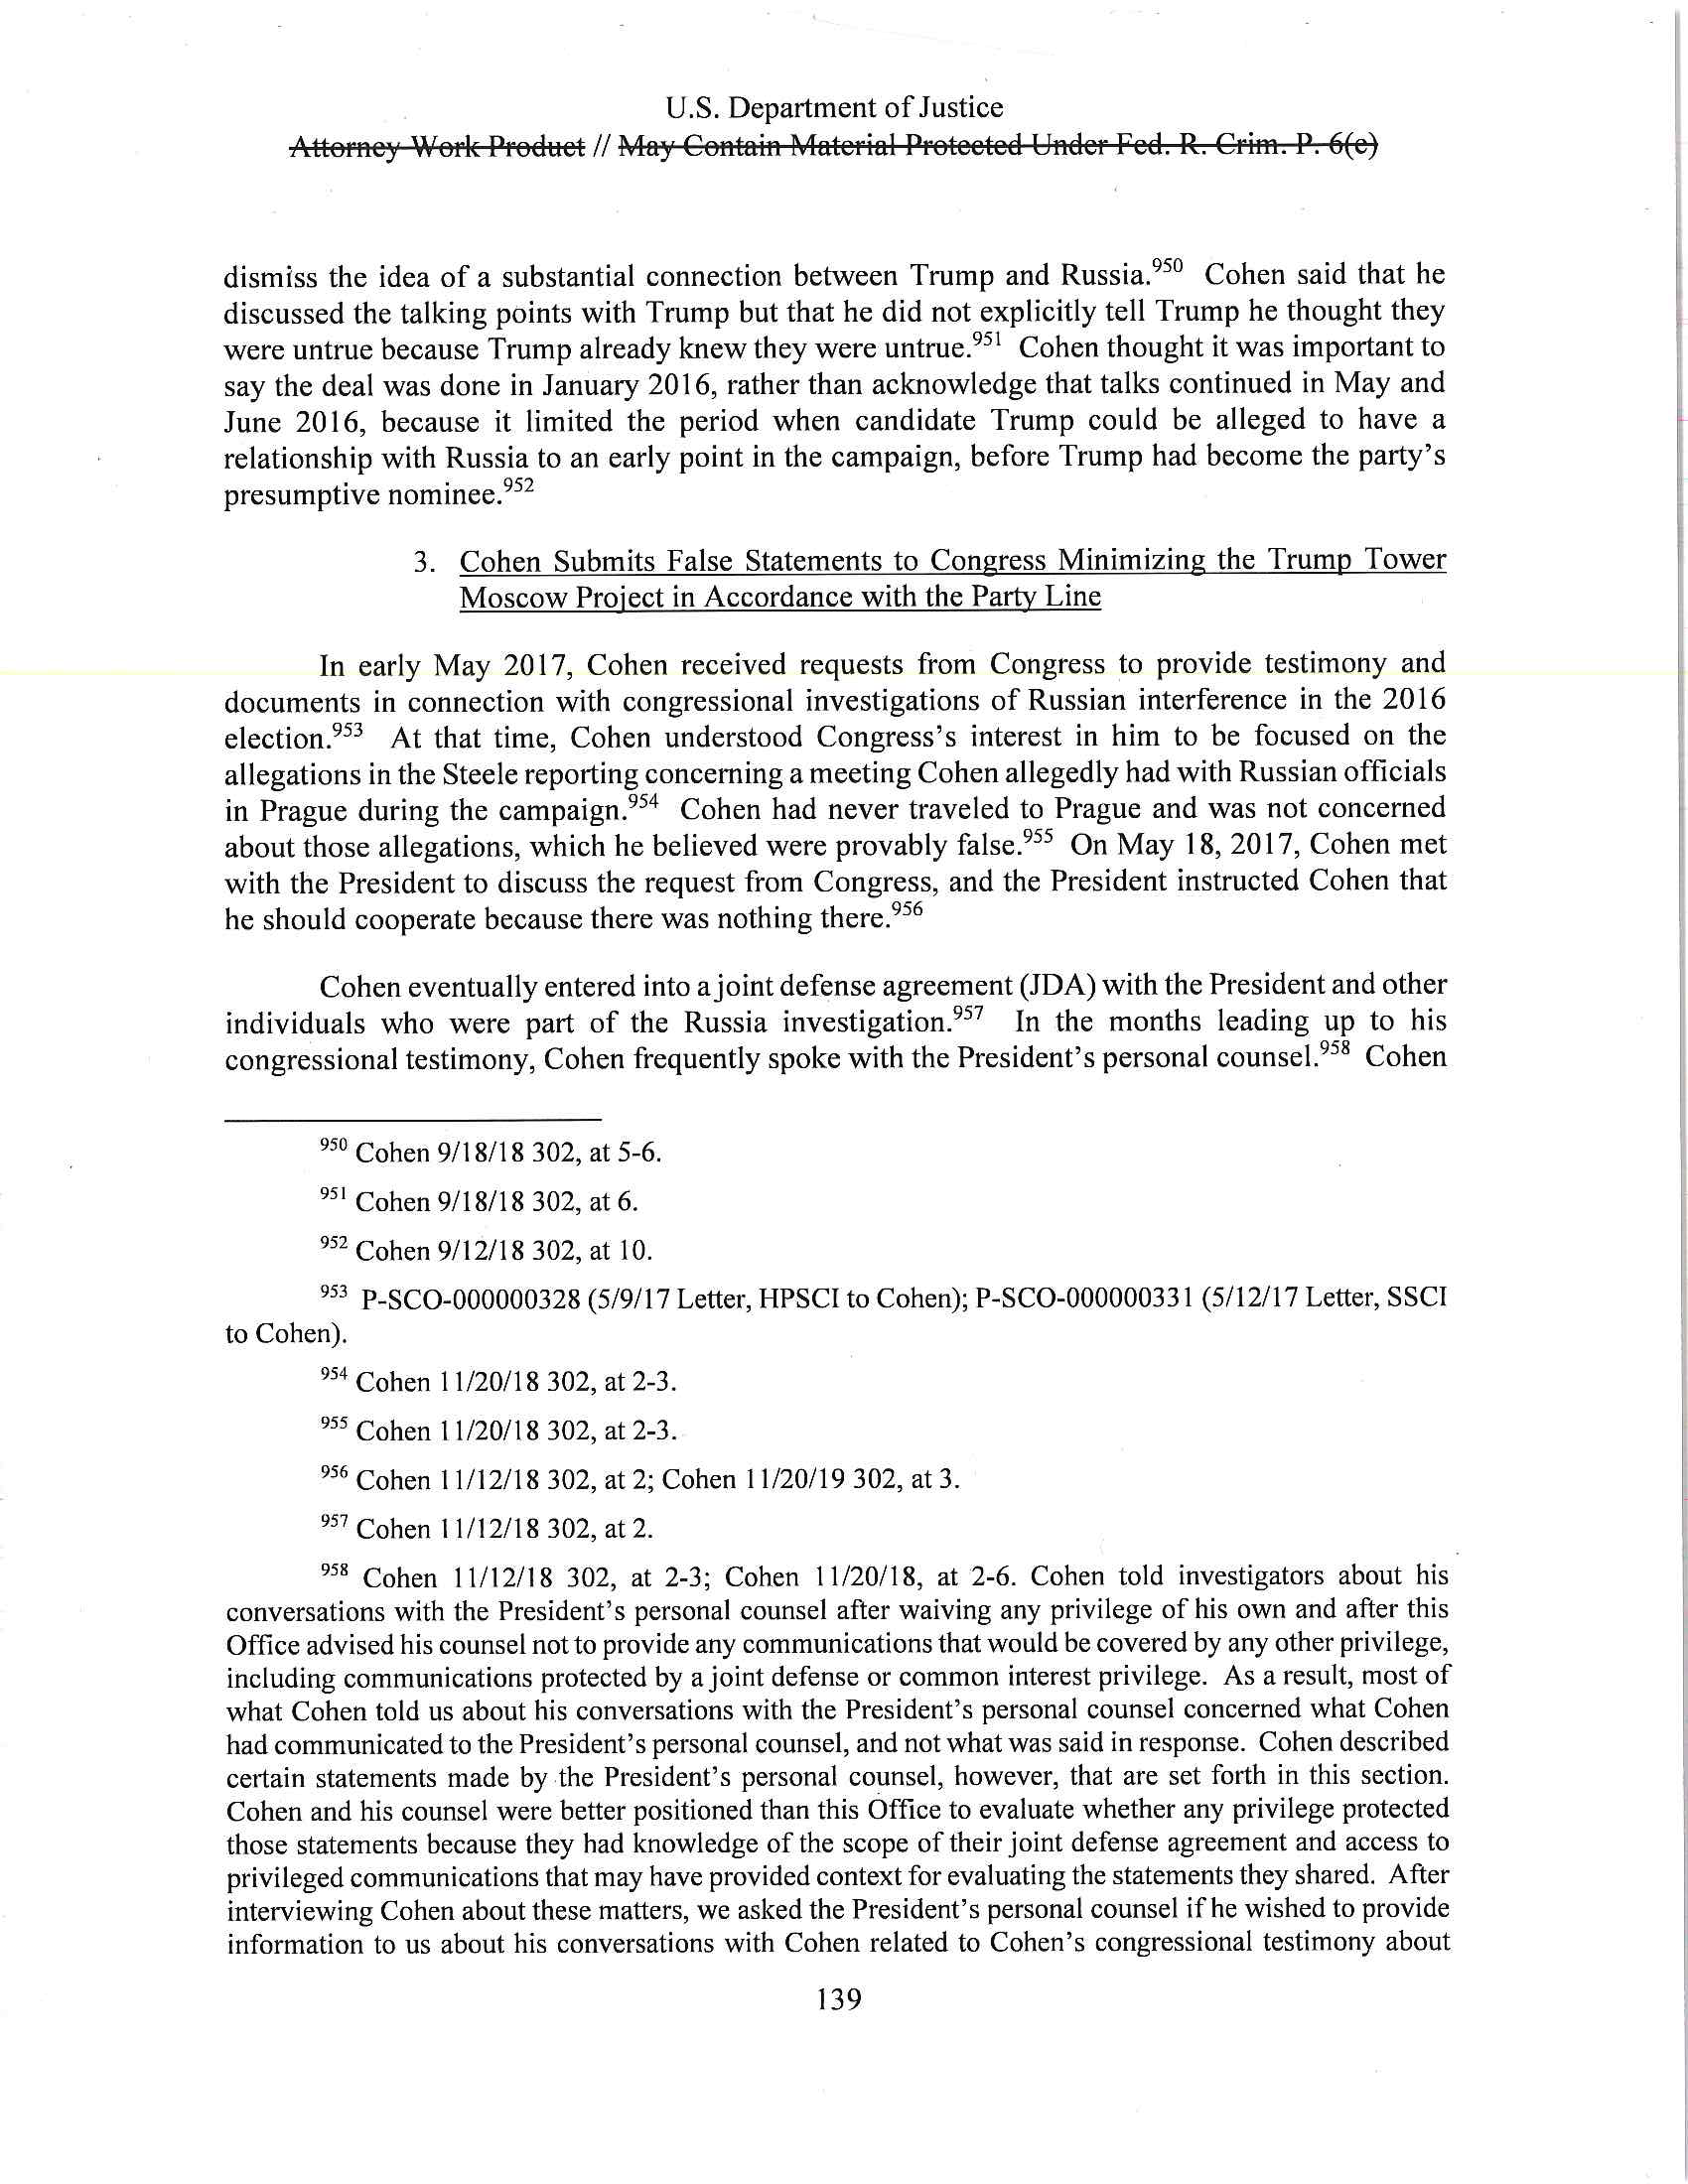 U.S. Department of Justice
Attorney Work Product // May Contain Material Protected Under Fed. R. Crim. P. 6(e)
dismiss the idea of a substantial connection between Trump and Russia.950 Cohen said that he
discussed the talking points with Trump but that he did not explicitly tell Trump he thought they
were untrue because Trump already knew they were untrue.951 Cohen thought it was important to
say the deal was done in January 2016, rather than acknowledge that talks continued in May and
June 2016, because it limited the period when candidate Trump could be alleged to have a
relationship with Russia to an early point in the campaign, before Trump had become the party's
presumptive nominee.952
3. Cohen Submits False Statements to Congress Minimizing the Trump Tower
Moscow Project in Accordance with the Party Line
In early May 2017, Cohen received requests from Congress to provide testimony and
documents in connection with congressional investigations of Russian interference in the 2016
election.953 At that time, Cohen understood Congress's interest in him to be focused on the
allegations in the Steele reporting concerning a meeting Cohen allegedly had with Russian officials
in Prague during the campaign.954 Cohen had never traveled to Prague and was not concerned
about those allegations, which he believed were provably false.955 On May 18, 2017, Cohen met
with the President to discuss the request from Congress, and the President instructed Cohen that
he should cooperate because there was nothing there.956
Cohen eventually entered into a joint defense agreement (JDA) with the President and other
individuals who were part of the Russia investigation.957 In the months leading up to his
congressional testimony, Cohen frequently spoke with the President's personal counsel.958 Cohen
950 Cohen 9/18/18 302, at 5-6.
951 Cohen 9/18/18 302, at 6.
952 Cohen 9/12/18 302, at 10.
953 P-SCO-000000328 (5/9/17 Letter, HPSCI to Cohen); P-SCO-000000331 (5/12/17 Letter, SSCI
to Cohen).
954 Cohen 11/20/18 302, at 2-3.
955 Cohen 11/20/18 302, at 2-3.
956 Cohen 11/12/18 302, at 2; Cohen 11/20/19 302, at 3.
957 Cohen 11/12/18 302, at 2.
958 Cohen 11/12/18 302, at 2-3; Cohen 11/20/18, at 2-6. Cohen told investigators about his
conversations with the President's personal counsel after waiving any privilege of his own and after this
Office advised his counsel not to provide any communications that would be covered by any other privilege,
including communications protected by a joint defense or common interest privilege. As a result, most of
what Cohen told us about his conversations with the President's personal counsel concerned what Cohen
had communicated to the President's personal counsel, and not what was said in response. Cohen described
certain statements made by the President's personal counsel, however, that are set forth in this section.
Cohen and his counsel were better positioned than this Office to evaluate whether any privilege protected
those statements because they had knowledge of the scope of their joint defense agreement and access to
privileged communications that may have provided context for evaluating the statements they shared. After
interviewing Cohen about these matters, we asked the President's personal counsel if he wished to provide
information to us about his conversations with Cohen related to Cohen's congressional testimony about
139